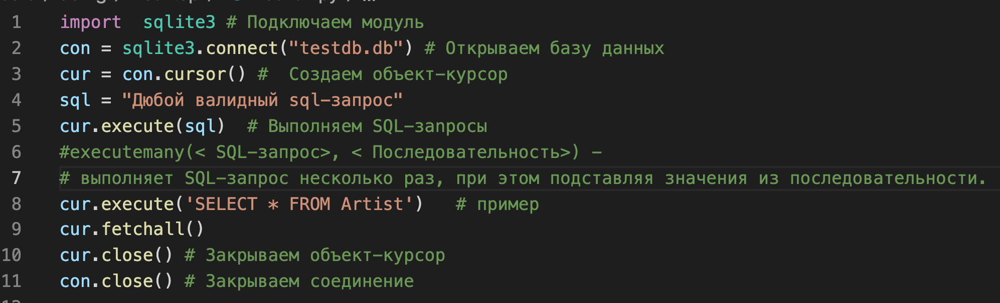 1 import  sqlite3 # Подключаем модуль
2 con = sqlite3.connect("testdb.db") # Открываем базу данных
3 cur = con.cursor() #  Создаем объект-курсор
4 sql = "Дюбой валидный sql-запрос"
5 cur.execute(sql)  # Выполняем SQL-запросы
6 #executemany(< SQL-запрос>, < Последовательность>) -
7 # выполняет SQL-запрос несколько раз, при этом подставляя значения из последовательности.
8 cur.execute('SELECT * FROM Artist')   # пример
9 cur.fetchall()
10 cur.close() # Закрываем объект-курсор
11 con.close() # Закрываем соединение